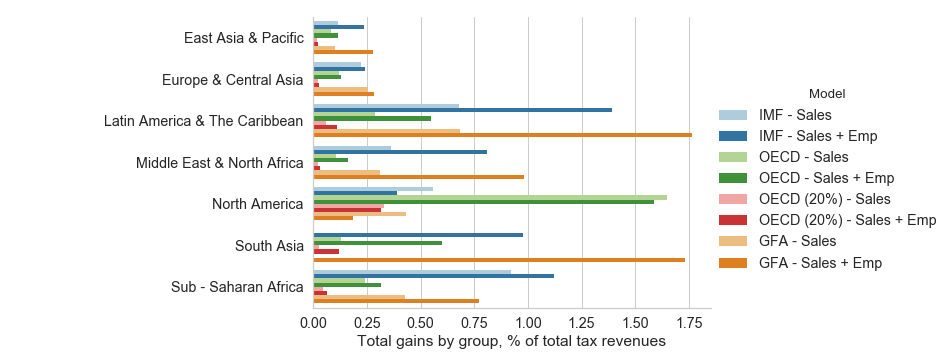 East Asia & Pacific
Europe & Central Asia
Latin America & The Caribbean
Middle East & North Africa
North America
South Asia
Sub - Saharan Africa
0.00 0.25 0.50 0.75 1.00 1.25 1.50 1.75
Total gains by group, % of total tax revenues
Model
IMF - Sales
IMF - Sales + Emp
OECD - Sales
OECD - Sales + Emp
OECD (20%) - Sales
OECD (20%) - Sales + Emp
GFA - Sales
GFA - Sales + Emp